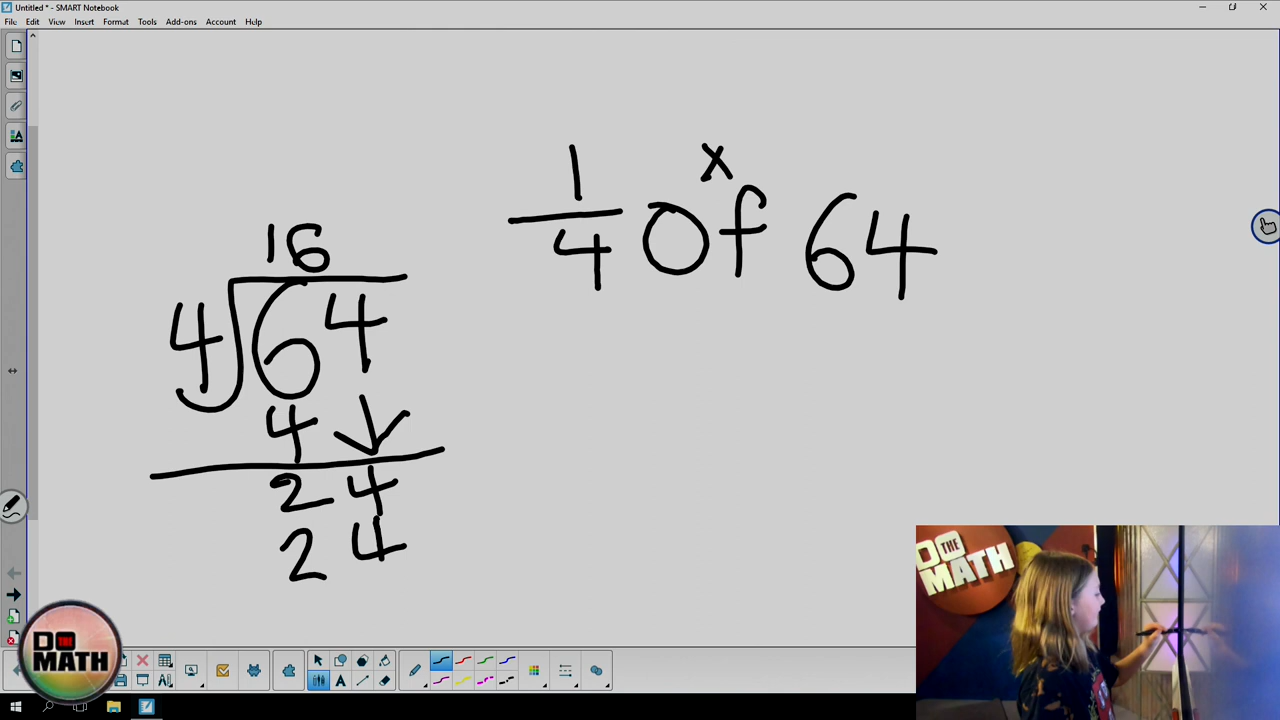 Untitled * - SMART Notebook
File Edit View Insert Format Tools Add-ons Account Help
1
x
4 Of 64
16
4 64
4
24
24
DO THE MATH
DO THE MATH